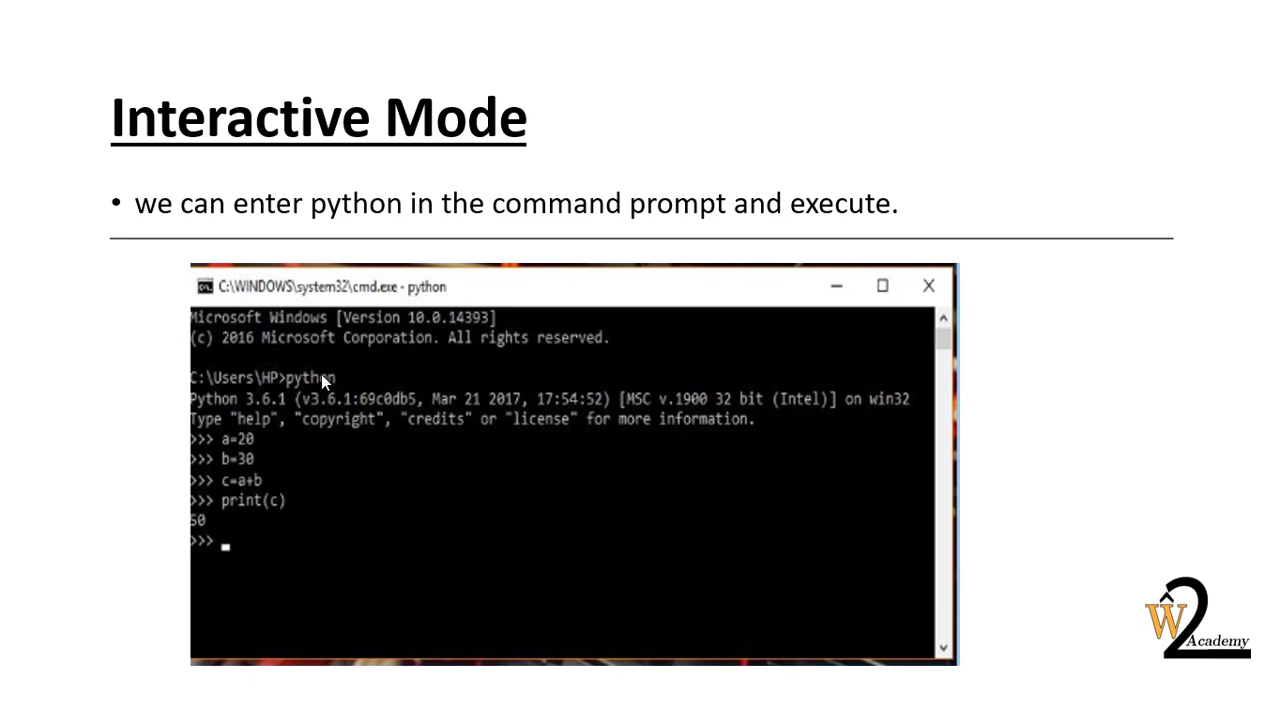 Interactive Mode
• we can enter python in the command prompt and execute.
C:\WINDOWS\system32\cmd.exe - python
Microsoft Windows [Version 10.0.14393]
(c) 2016 Microsoft Corporation. All rights reserved.
C:\Users\HP>python
Python 3.6.1 (v3.6.1:69c0db5, Mar 21 2017, 17:54:52) [MSC v.1900 32 bit (Intel)] on win32
Type "help", "copyright", "credits" or "license" for more information.
>>> a=20
>>> b=30
>>> c=a+b
>>> print(c)
50
>>>
Ŵ2
Academy